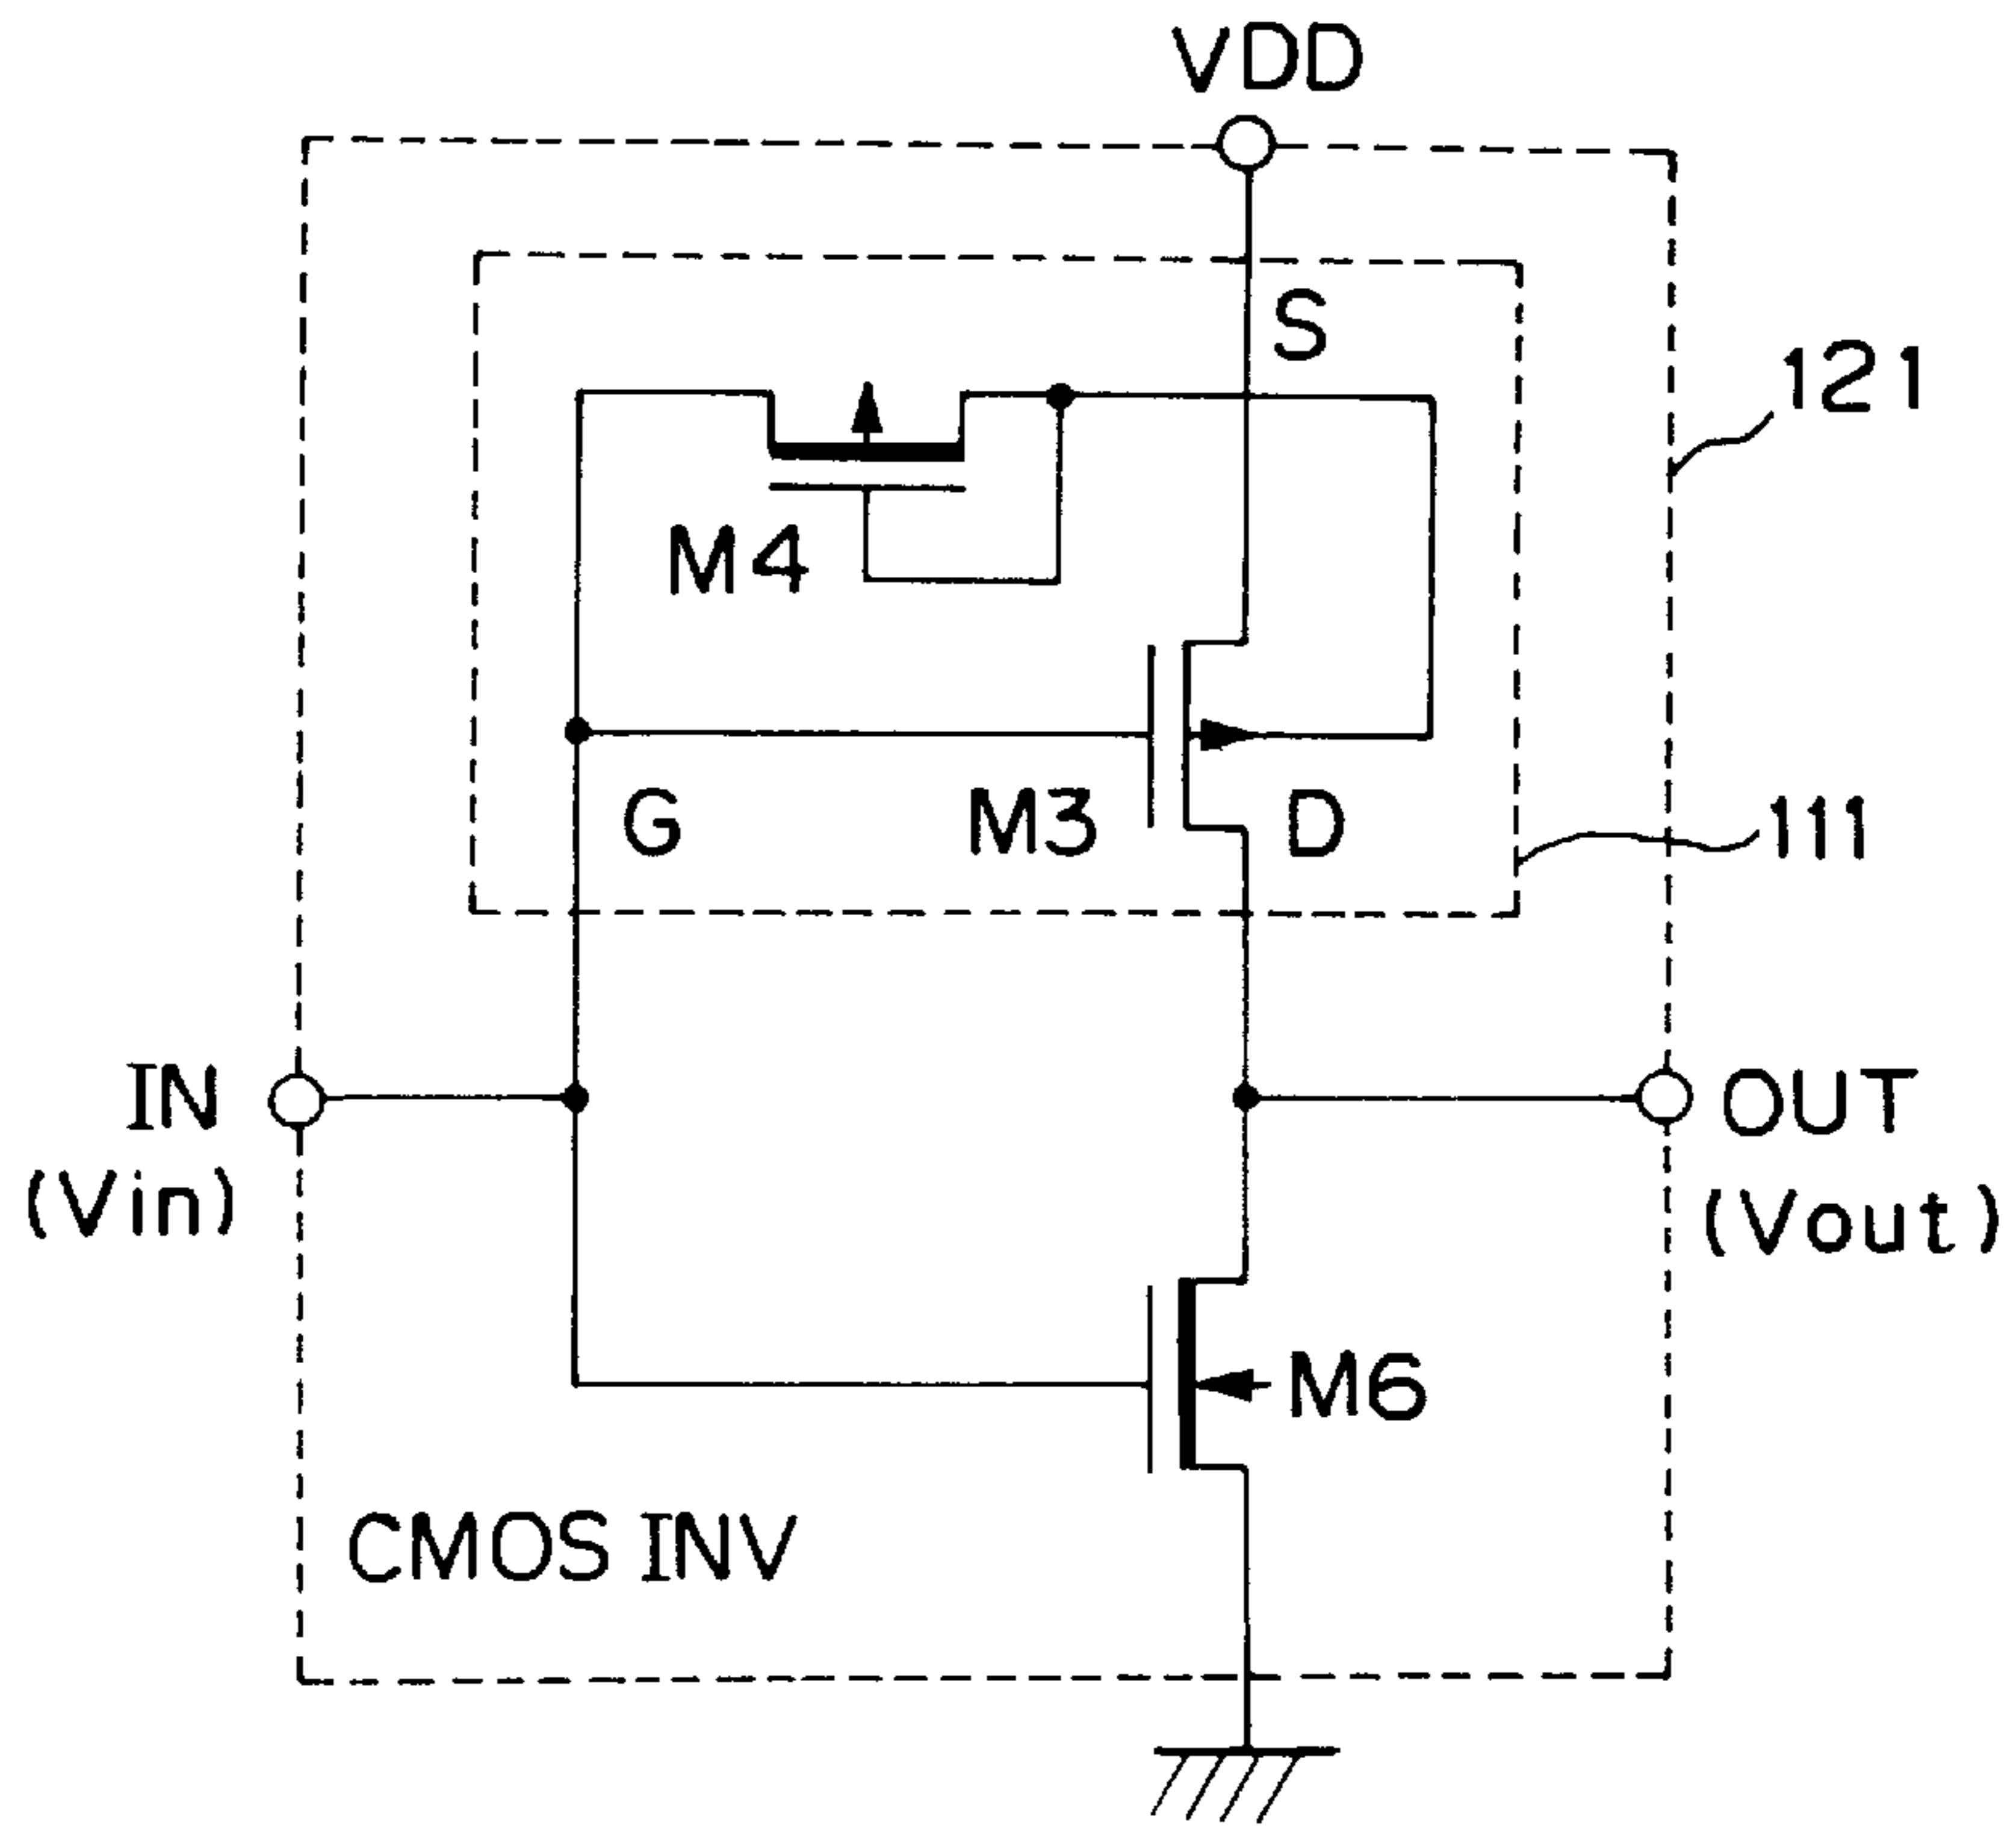 VDD
S
121
M4
G
M3
D
111
IN
(Vin)
OUT
(Vout)
M6
CMOS INV